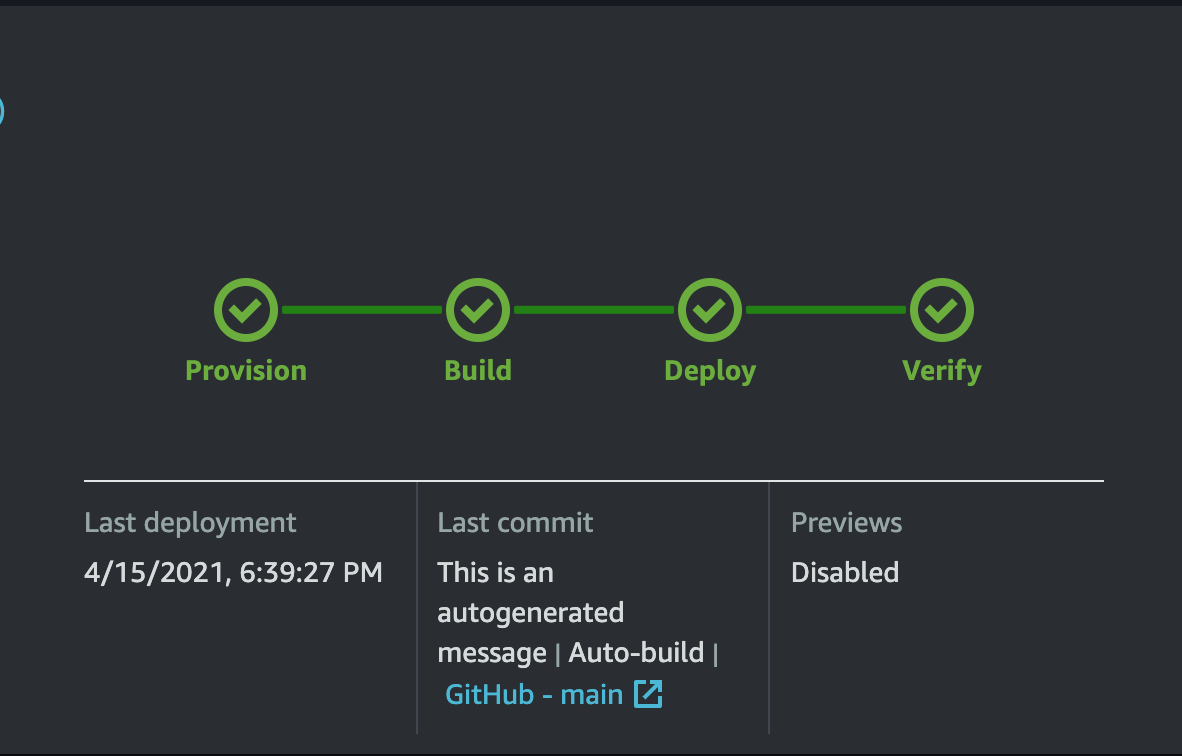 Provision
Build
Deploy
Verify
Last deployment
4/15/2021, 6:39:27 PM
Last commit
This is an
autogenerated
message | Auto-build |
GitHub - main
Previews
Disabled